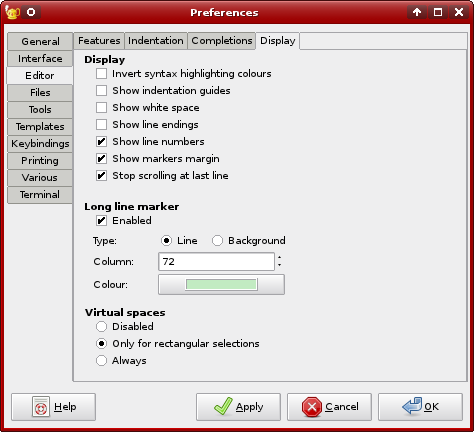 Preferences
General
Interface
Editor
Files
Tools
Templates
Keybindings
Printing
Various
Terminal
Features Indentation Completions Display
Display
Invert syntax highlighting colours
Show indentation guides
Show white space
Show line endings
Show line numbers
Show markers margin
Stop scrolling at last line
Long line marker
Enabled
Type: Line Background
Column: 72
Colour:
Virtual spaces
Disabled
Only for rectangular selections
Always
Help Apply Cancel OK